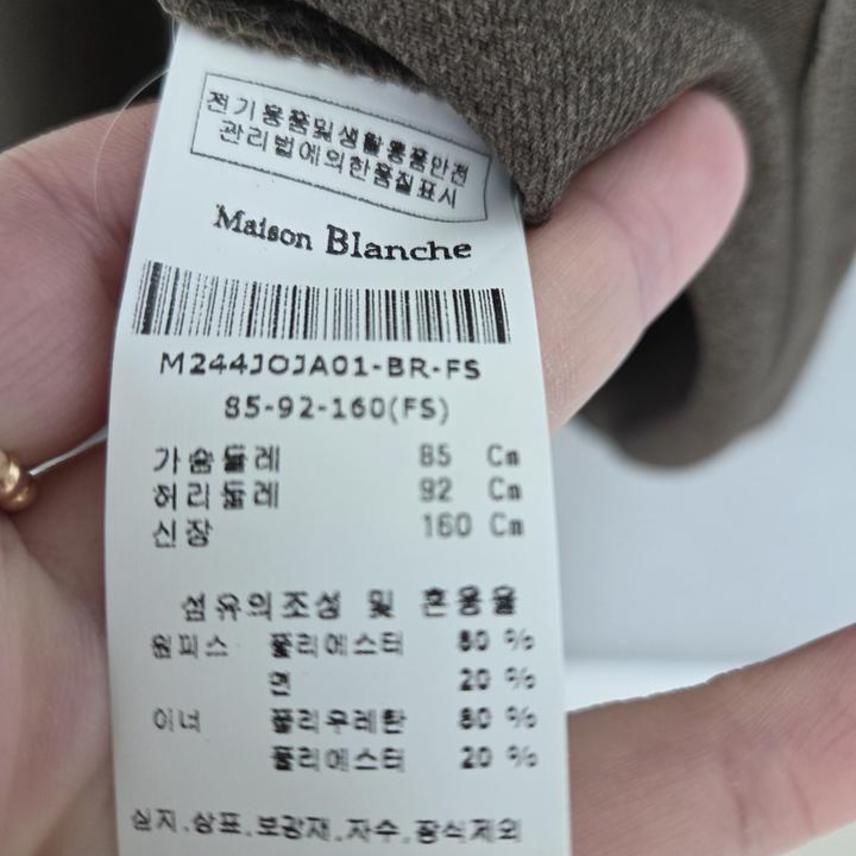 전기용품및생활용품안전
관리법에의한품질표시
Maison Blanche
M244JOJA01-BR-FS
85-92-160(FS)
가슴둘레 85 Cm
허리둘레 92 Cm
신장 160 Cm
섬유의조성 및 혼용율
원피스 폴리에스터 80 %
면 20 %
이너 폴리우레탄 80 %
폴리에스터 20 %
심지.상표.보강재.자수.장식제외